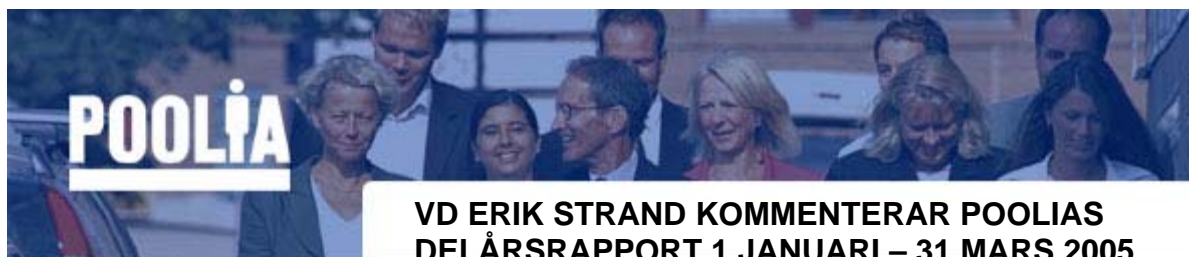 POOLIA
VD ERIK STRAND KOMMENTERAR POOLIAS
DELÅRSRAPPORT 1 JANUARI – 31 MARS 2005